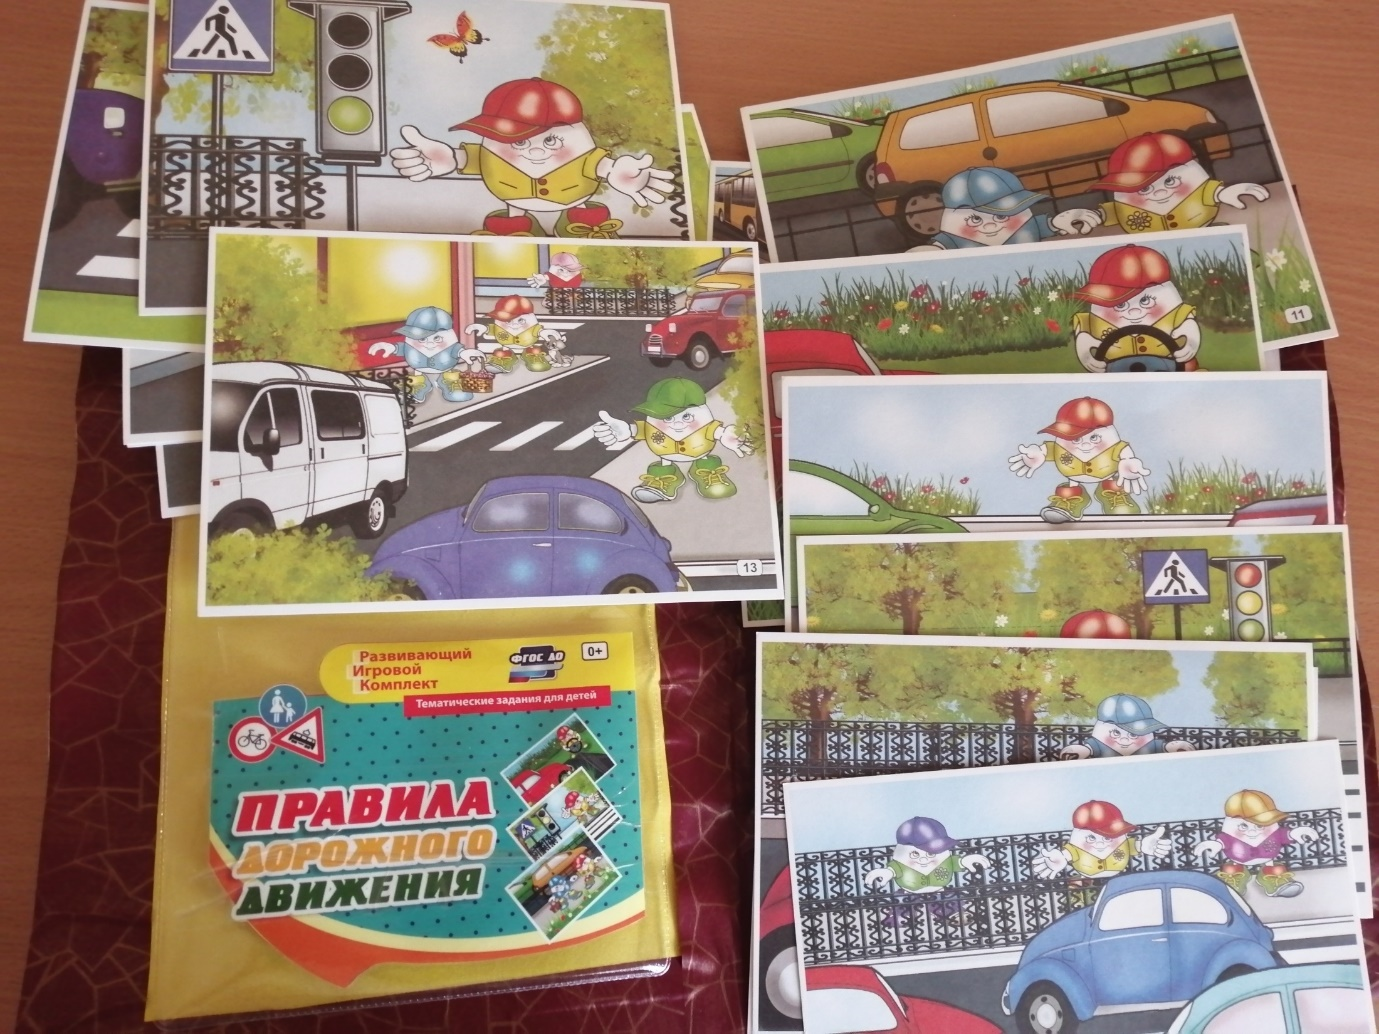 11
13
Развивающий
Игровой
Комплект
ФГОС ДО
0+
Тематические задания для детей
ПРАВИЛА
ДОРОЖНОГО
ДВИЖЕНИЯ